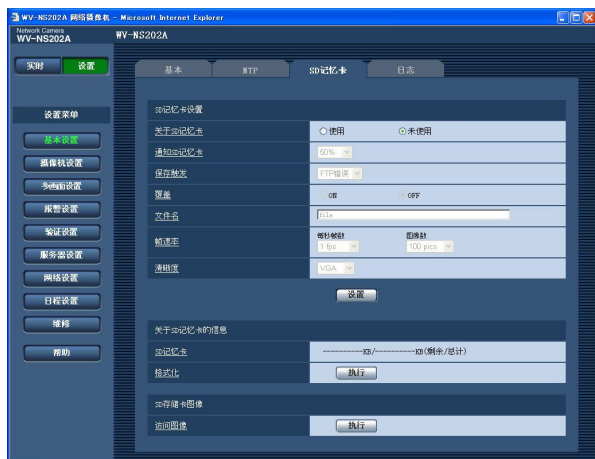 WV-NS202A 网络摄像机 - Microsoft Internet Explorer
Network Camera
WV-NS202A
WV-NS202A
实时 设置
基本 NTP SD记忆卡 日志
设置菜单
基本设置
摄像机设置
多画面设置
报警设置
验证设置
服务器设置
网络设置
日程设置
维修
帮助
SD记忆卡设置
关于SD记忆卡 使用 未使用
通知SD记忆卡 50%
保存触发 FTP错误
覆盖 ON OFF
文件名 file
帧速率 每秒帧数 图像数
1 fps 100 pics
清晰度 VGA
设置
关于SD记忆卡的信息
SD记忆卡 ----------KB/----------KB(剩余/总计)
格式化 执行
SD存储卡图像
访问图像 执行